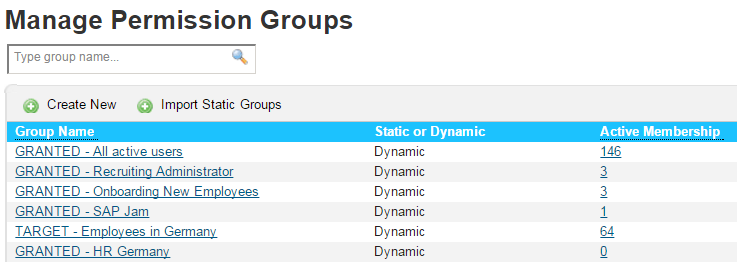 Manage Permission Groups
Type group name...
Create New Import Static Groups
Group Name Static or Dynamic Active Membership
GRANTED - All active users Dynamic 146
GRANTED - Recruiting Administrator Dynamic 3
GRANTED - Onboarding New Employees Dynamic 3
GRANTED - SAP Jam Dynamic 1
TARGET - Employees in Germany Dynamic 64
GRANTED - HR Germany Dynamic 0